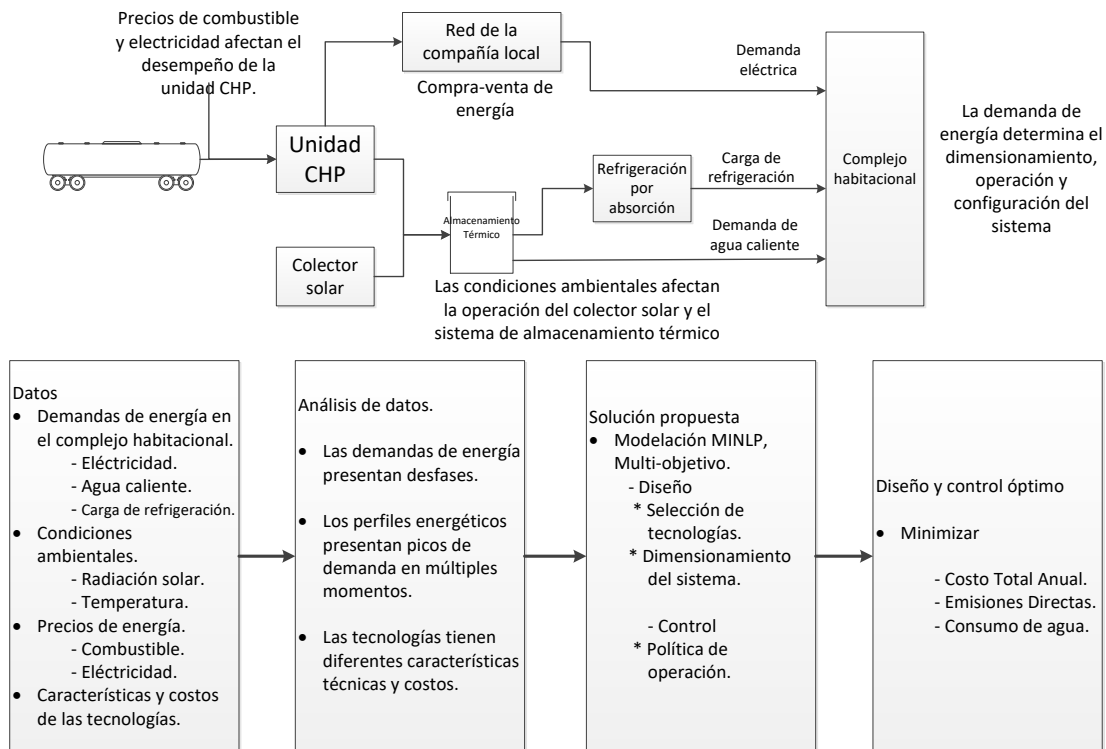 Precios de combustible
y electricidad afectan el
desempeño de la
unidad CHP.
Red de la
compañía local
Compra-venta de
energía
Demanda
eléctrica
Unidad
CHP
Refrigeración
por
absorción
Carga de
refrigeración
Complejo
habitacional
La demanda de
energía determina el
dimensionamiento,
operación y
configuración del
sistema
Almacenamiento
Térmico
Demanda de
agua caliente
Colector
solar
Las condiciones ambientales afectan
la operación del colector solar y el
sistema de almacenamiento térmico
Datos
• Demandas de energía en
el complejo habitacional.
- Eléctricidad.
- Agua caliente.
- Carga de refrigeración.
• Condiciones
ambientales.
- Radiación solar.
- Temperatura.
• Precios de energía.
- Combustible.
- Eléctricidad.
• Características y costos
de las tecnologías.
Análisis de datos.
• Las demandas de energía
presentan desfases.
• Los perfiles energéticos
presentan picos de
demanda en múltiples
momentos.
• Las tecnologías tienen
diferentes características
técnicas y costos.
Solución propuesta
• Modelación MINLP,
Multi-objetivo.
- Diseño
* Selección de
tecnologías.
* Dimensionamiento
del sistema.
- Control
* Política de
operación.
Diseño y control óptimo
• Minimizar
- Costo Total Anual.
- Emisiones Directas.
- Consumo de agua.